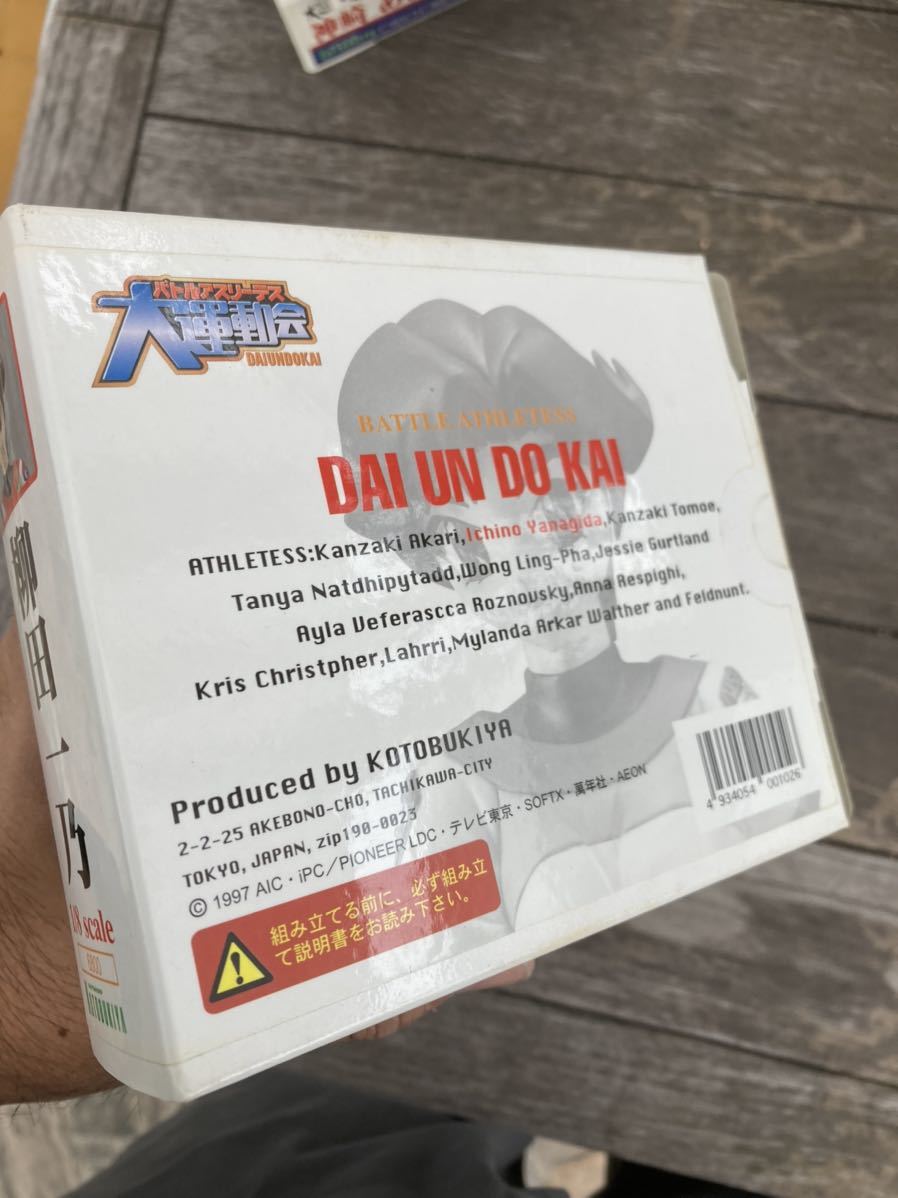 バトルアスリーテス
大運動会
DAIUNDOKAI
BATTLE ATHLETESS
DAI UN DO KAI
ATHLETESS:Kanzaki Akari,Ichino Yanagida,Kanzaki Tomoe,
Tanya Natdhipytadd,Wong Ling-Pha,Jessie Gurtland
Ayla Veferascca Roznovsky,Anna Respighi,
Kris Christpher,Lahrri,Mylanda Arkar Walther and Feldnunt.
Produced by KOTOBUKIYA
2-2-25 AKEBONO-CHO, TACHIKAWA-CITY
TOKYO, JAPAN, zip190-0023
© 1997 AIC・iPC/PIONEER LDC・テレビ東京・SOFTX・萬年社・AEON
組み立てる前に、必ず組み立
て説明書をお読み下さい。
4 934054 001026
柳田一乃
1/8 scale
6800
KOTOBUKIYA